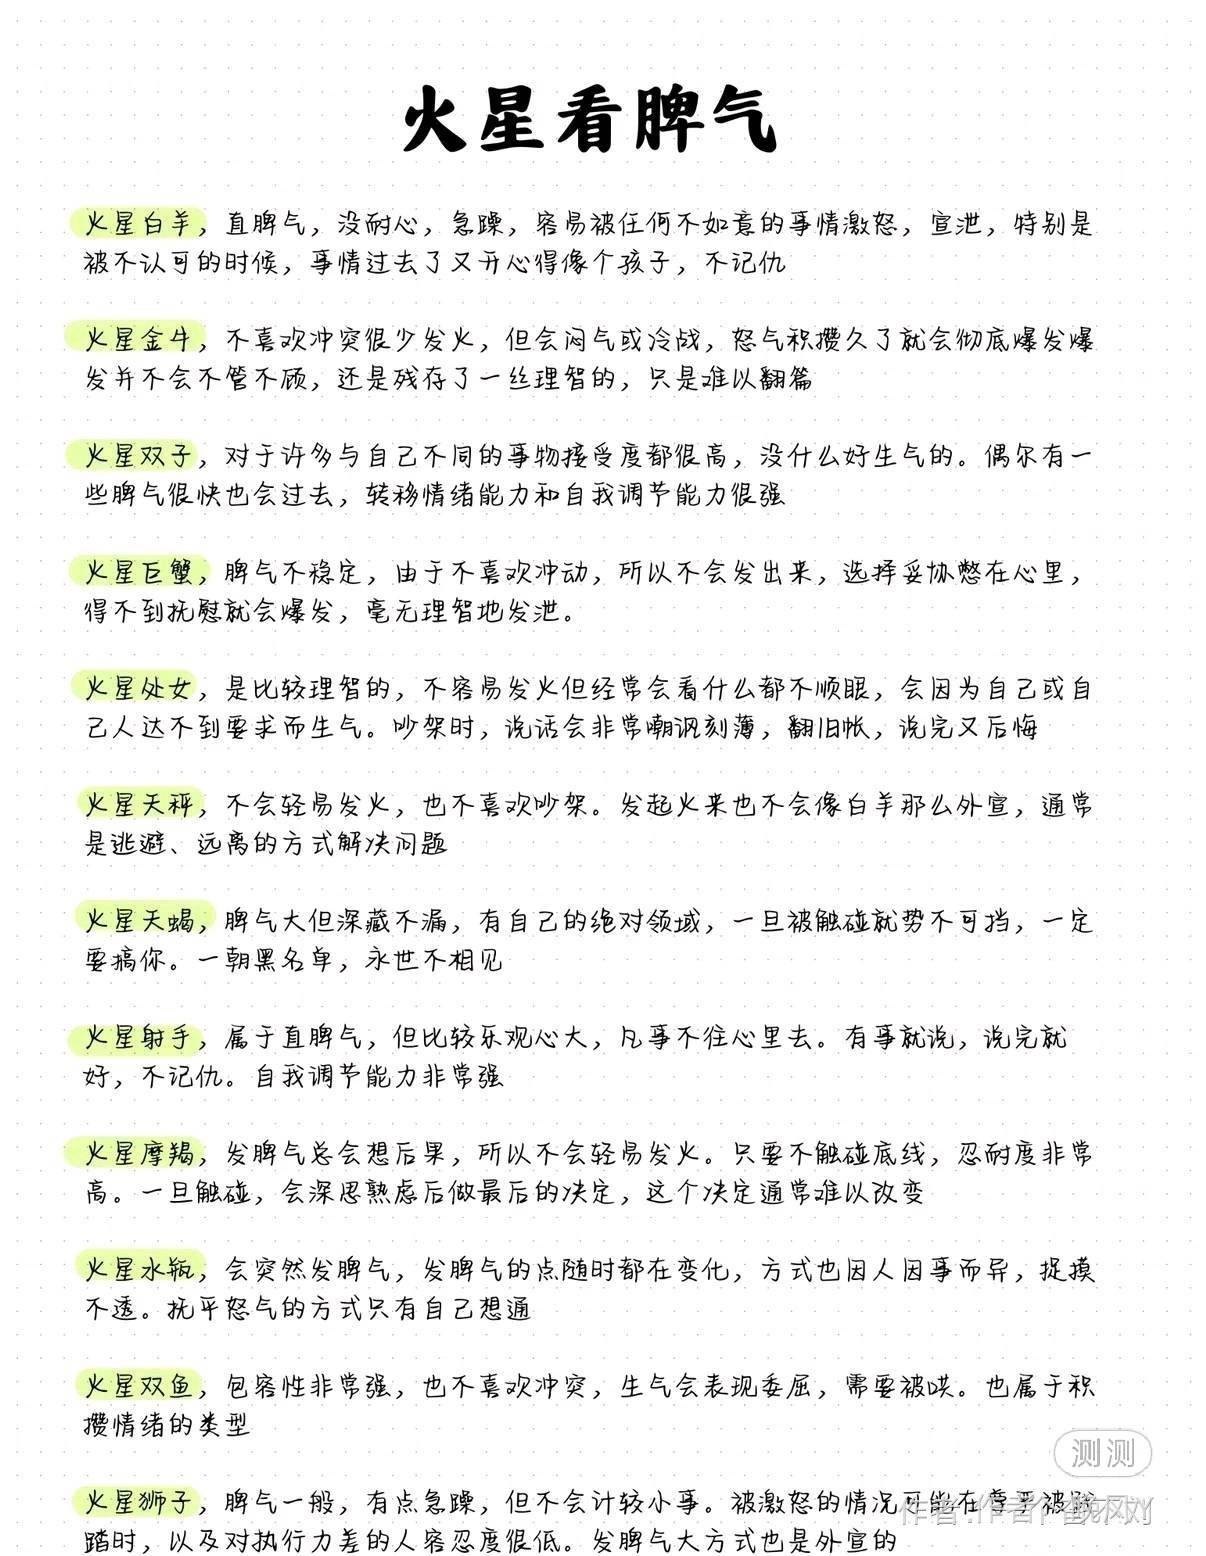 火星看脾气
火星白羊，直脾气，没耐心，急躁，容易被任何不如意的事情激怒，宣泄，特别是
被不认可的时候，事情过去了又开心得像个孩子，不记仇
火星金牛，不喜欢冲突很少发火，但会闷气或冷战，怒气积攒久了就会彻底爆发爆
发并不会不管不顾，还是残存了一丝理智的，只是难以翻篇
火星双子，对于许多与自己不同的事物接受度都很高，没什么好生气的。偶尔有一
些脾气很快也会过去，转移情绪能力和自我调节能力很强
火星巨蟹，脾气不稳定，由于不喜欢冲动，所以不会发出来，选择妥协憋在心里，
得不到抚慰就会爆发，毫无理智地发泄。
火星处女，是比较理智的，不容易发火但经常会看什么都不顺眼，会因为自己或自
己人达不到要求而生气。吵架时，说话会非常嘲讽刻薄，翻旧帐，说完又后悔
火星天秤，不会轻易发火，也不喜欢吵架。发起火来也不会像白羊那么外宣，通常
是逃避、远离的方式解决问题
火星天蝎，脾气大但深藏不漏，有自己的绝对领域，一旦被触碰就势不可挡，一定
要搞你。一朝黑名单，永世不相见
火星射手，属于直脾气，但比较乐观心大，凡事不往心里去。有事就说，说完就
好，不记仇。自我调节能力非常强
火星摩羯，发脾气总会想后果，所以不会轻易发火。只要不触碰底线，忍耐度非常
高。一旦触碰，会深思熟虑后做最后的决定，这个决定通常难以改变
火星水瓶，会突然发脾气，发脾气的点随时都在变化，方式也因人因事而异，捉摸
不透。抚平怒气的方式只有自己想通
火星双鱼，包容性非常强，也不喜欢冲突，生气会表现委屈，需要被哄。也属于积
攒情绪的类型
测测
火星狮子，脾气一般，有点急躁，但不会计较小事。被激怒的情况可能在尊严被践
踏时，以及对执行力差的人容忍度很低。发脾气大方式也是外宣的
作者:作者